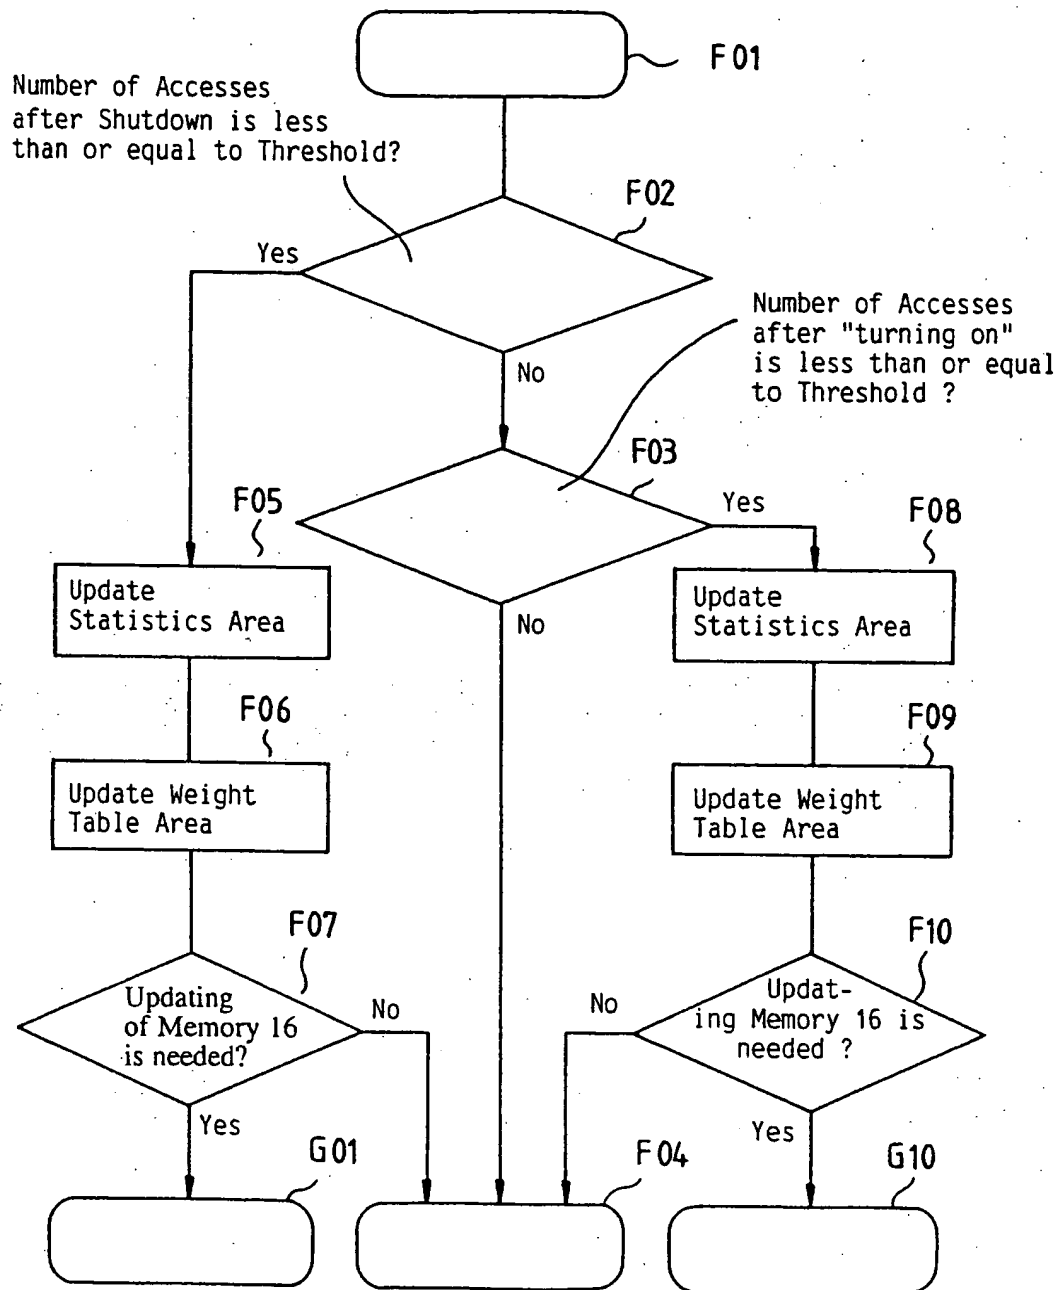 F01
Number of Accesses
after Shutdown is less
than or equal to Threshold?
F02
Yes
Number of Accesses
after "turning on"
is less than or equal
to Threshold ?
No
F03
Yes
F05
F08
Update
Statistics Area
Update
Statistics Area
No
F06
F09
Update Weight
Table Area
Update Weight
Table Area
F07
F10
Updating
of Memory 16
is needed?
No
No
Updat-
ing Memory 16 is
needed ?
Yes
Yes
G01
F04
G10